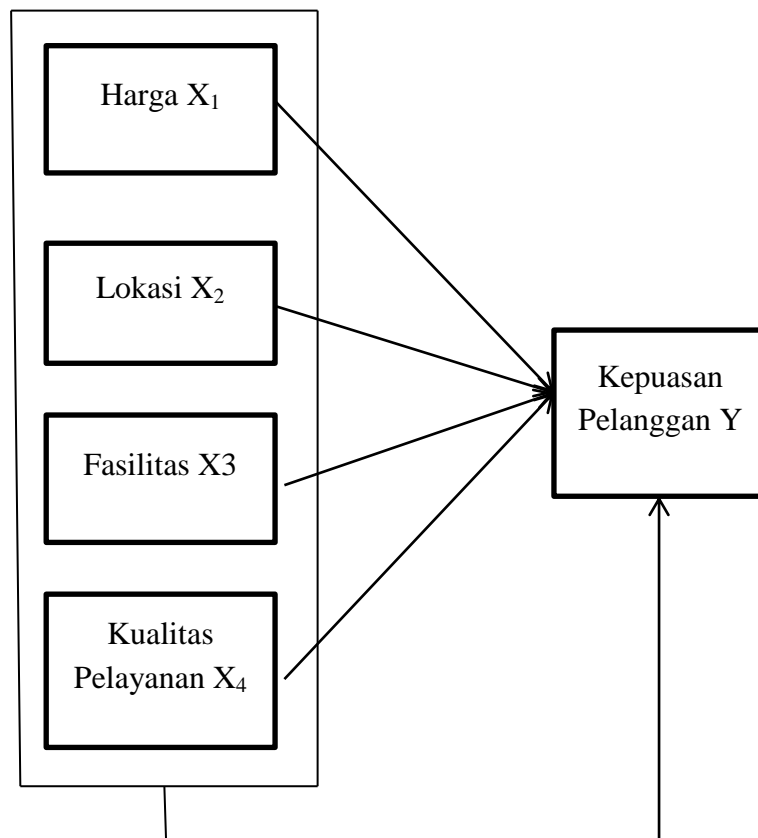 Harga X₁
Lokasi X₂
Fasilitas X3
Kualitas
Pelayanan X₄
Kepuasan
Pelanggan Y